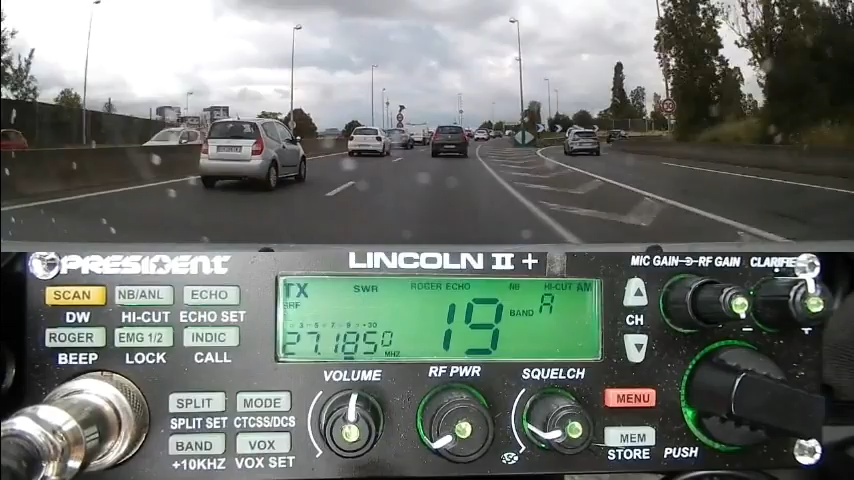 PRESIDENT
LINCOLN II +
MIC GAIN RF GAIN CLARIFIER
SCAN NB/ANL ECHO
DW HI-CUT ECHO SET
ROGER EMG 1/2 INDIC
BEEP LOCK CALL
TX SWR ROGER ECHO NB HI-CUT AM
19 BAND A
27.1850 MHZ
CH
VOLUME RF PWR SQUELCH
SPLIT MODE
SPLIT SET CTCSS/DCS
BAND VOX
+10KHZ VOX SET
ASC
MENU
MEM
STORE PUSH
- +